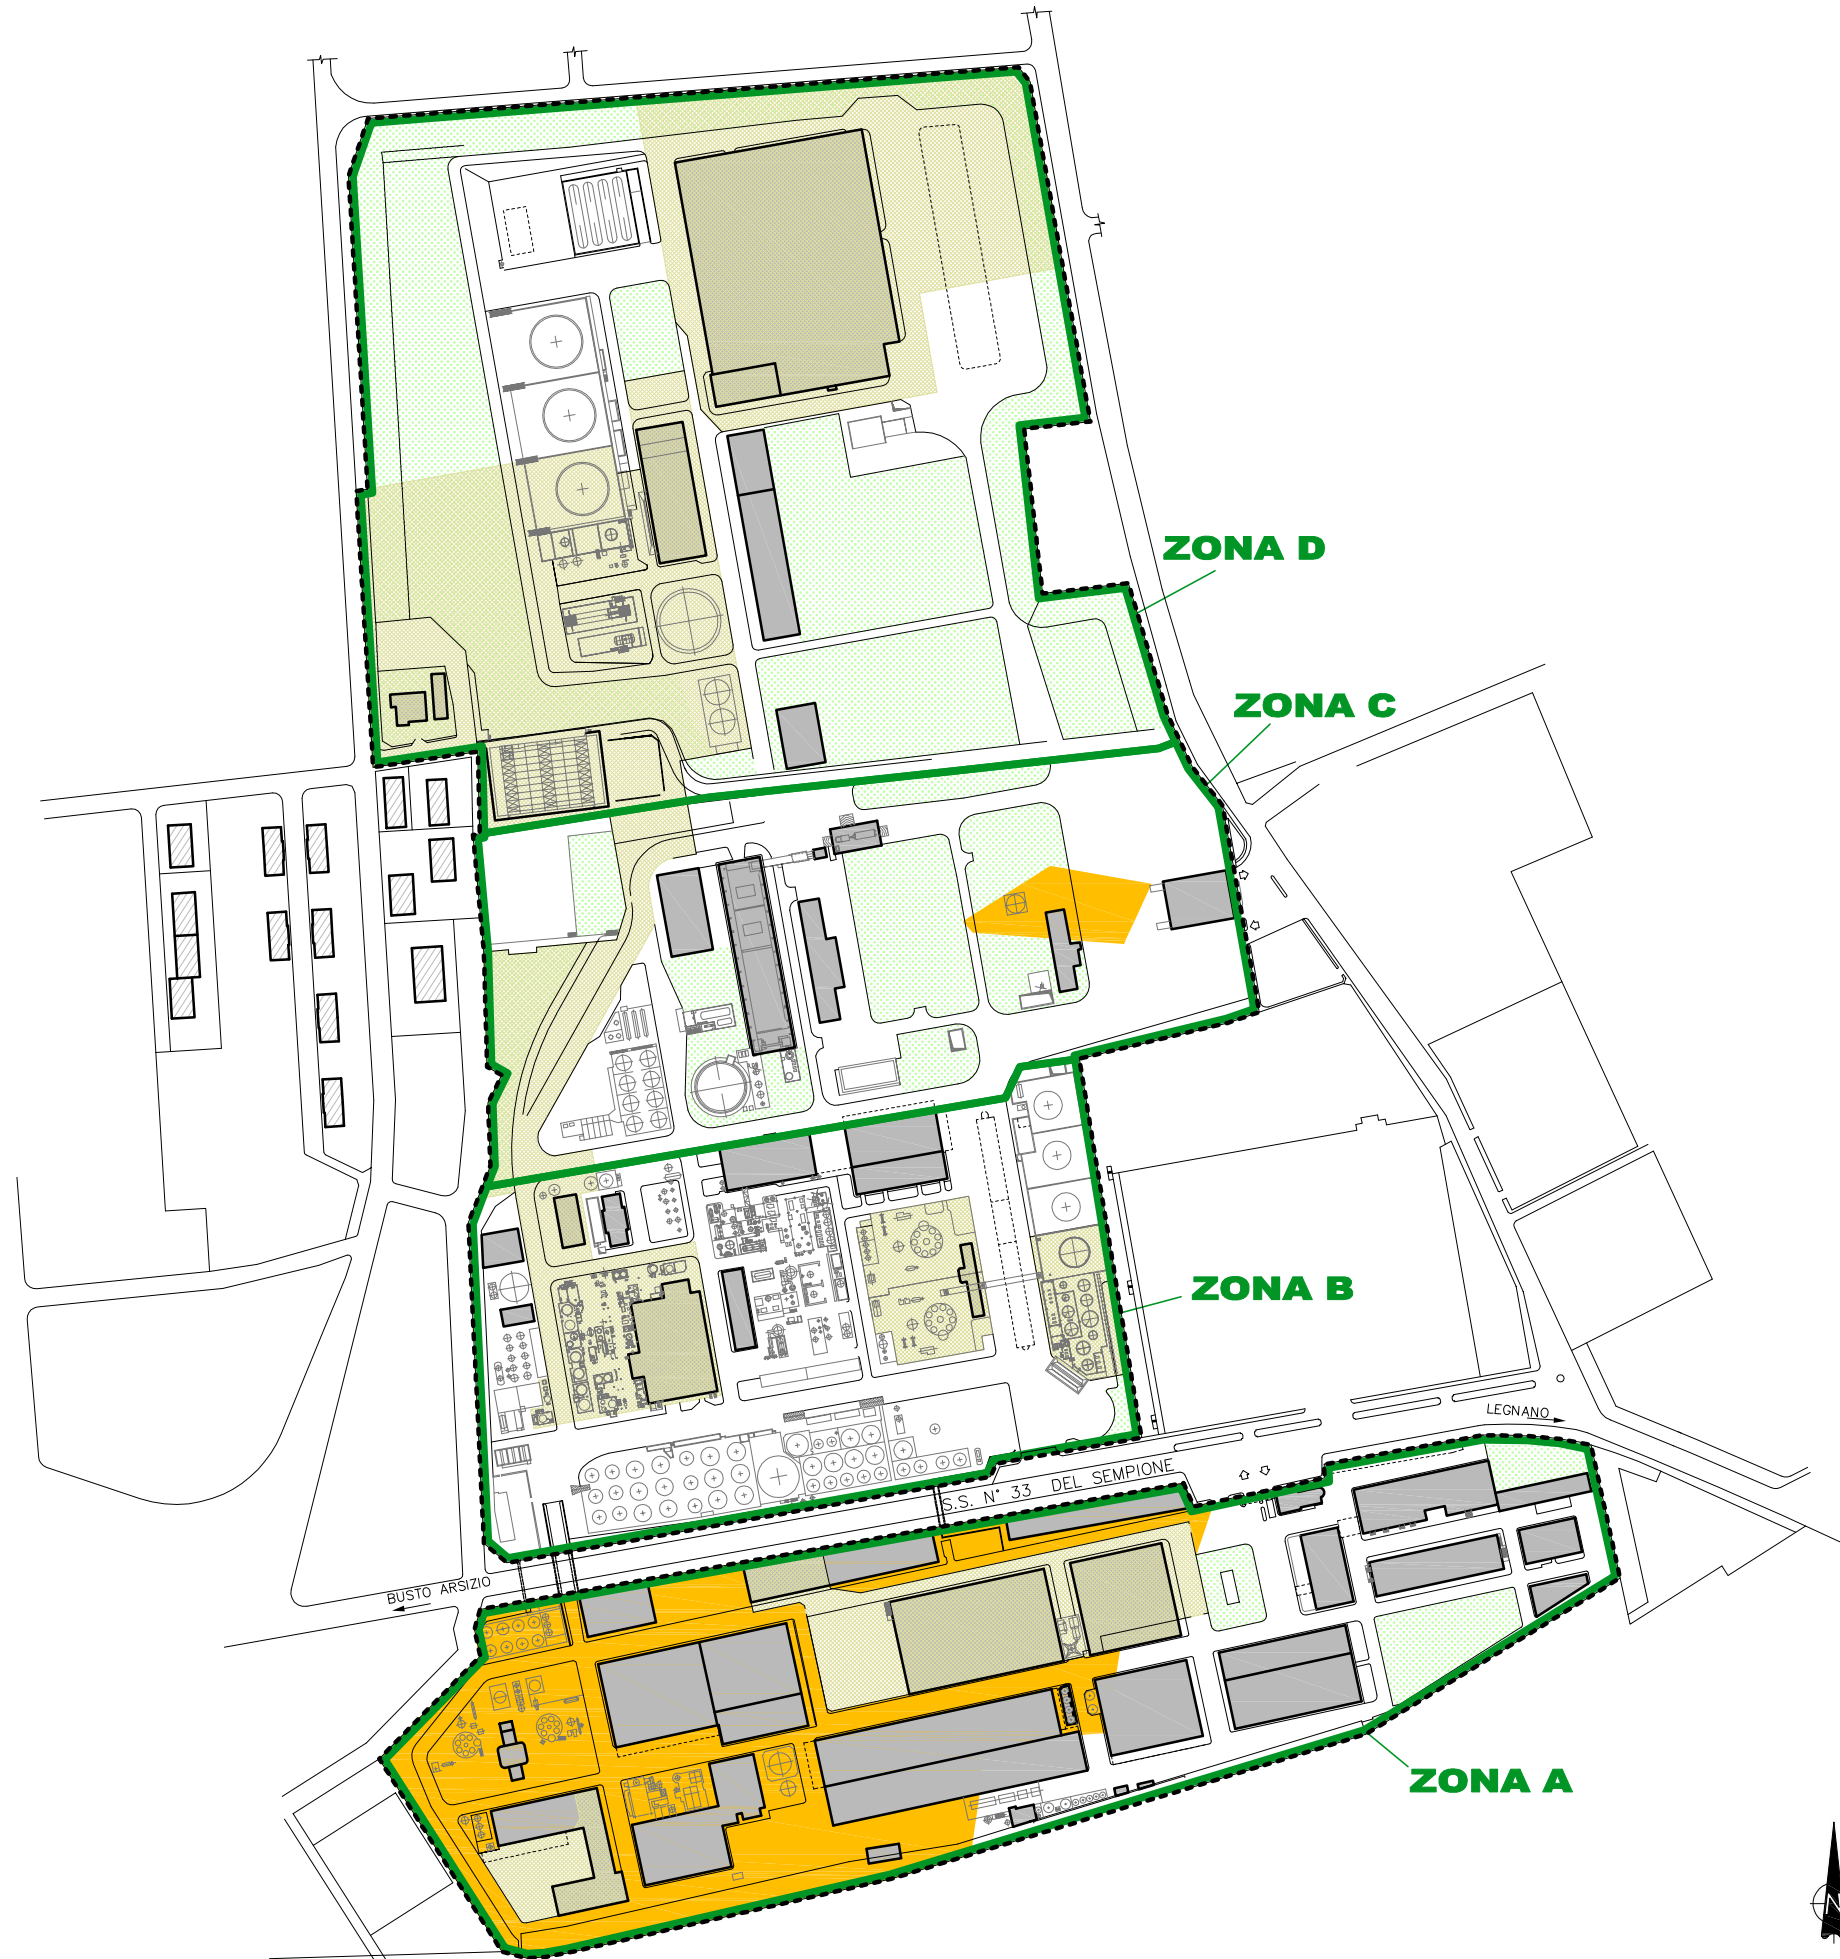 ZONA D
ZONA C
ZONA B
LEGNANO
S.S. N° 33 DEL SEMPIONE
BUSTO ARSIZIO
ZONA A
N